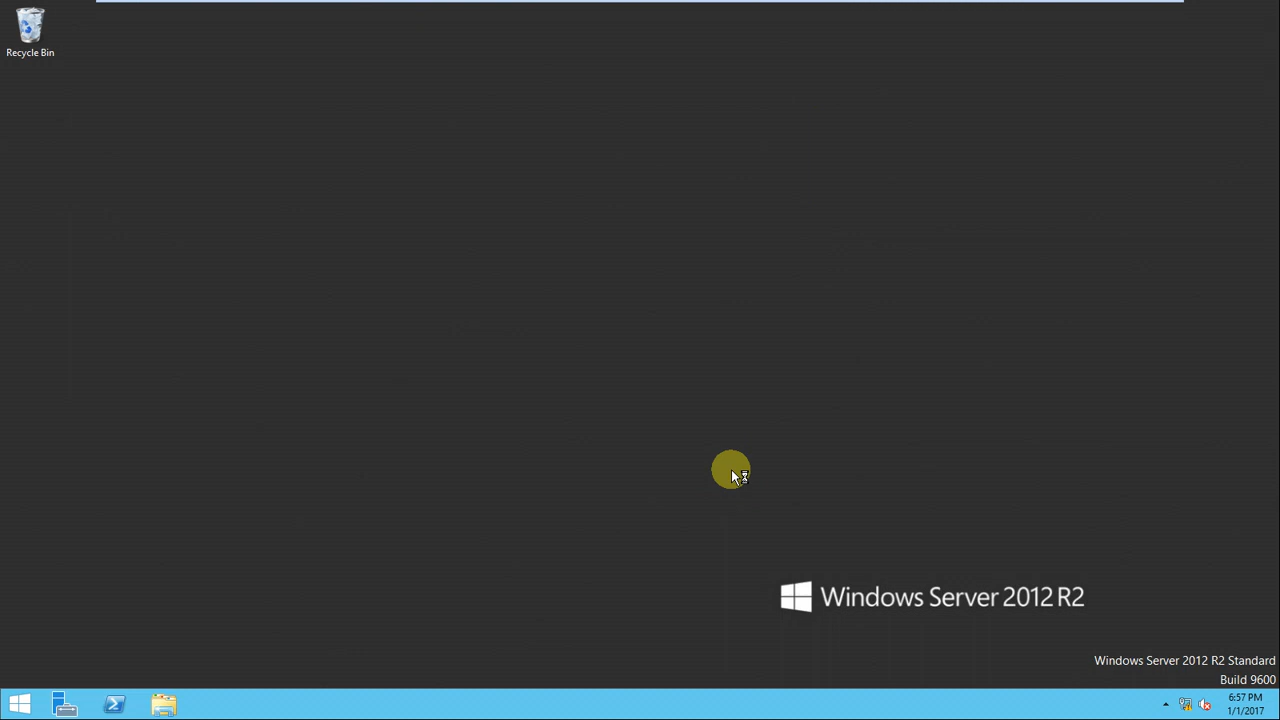 Recycle Bin
Windows Server 2012 R2
Windows Server 2012 R2 Standard
Build 9600
6:57 PM
1/1/2017